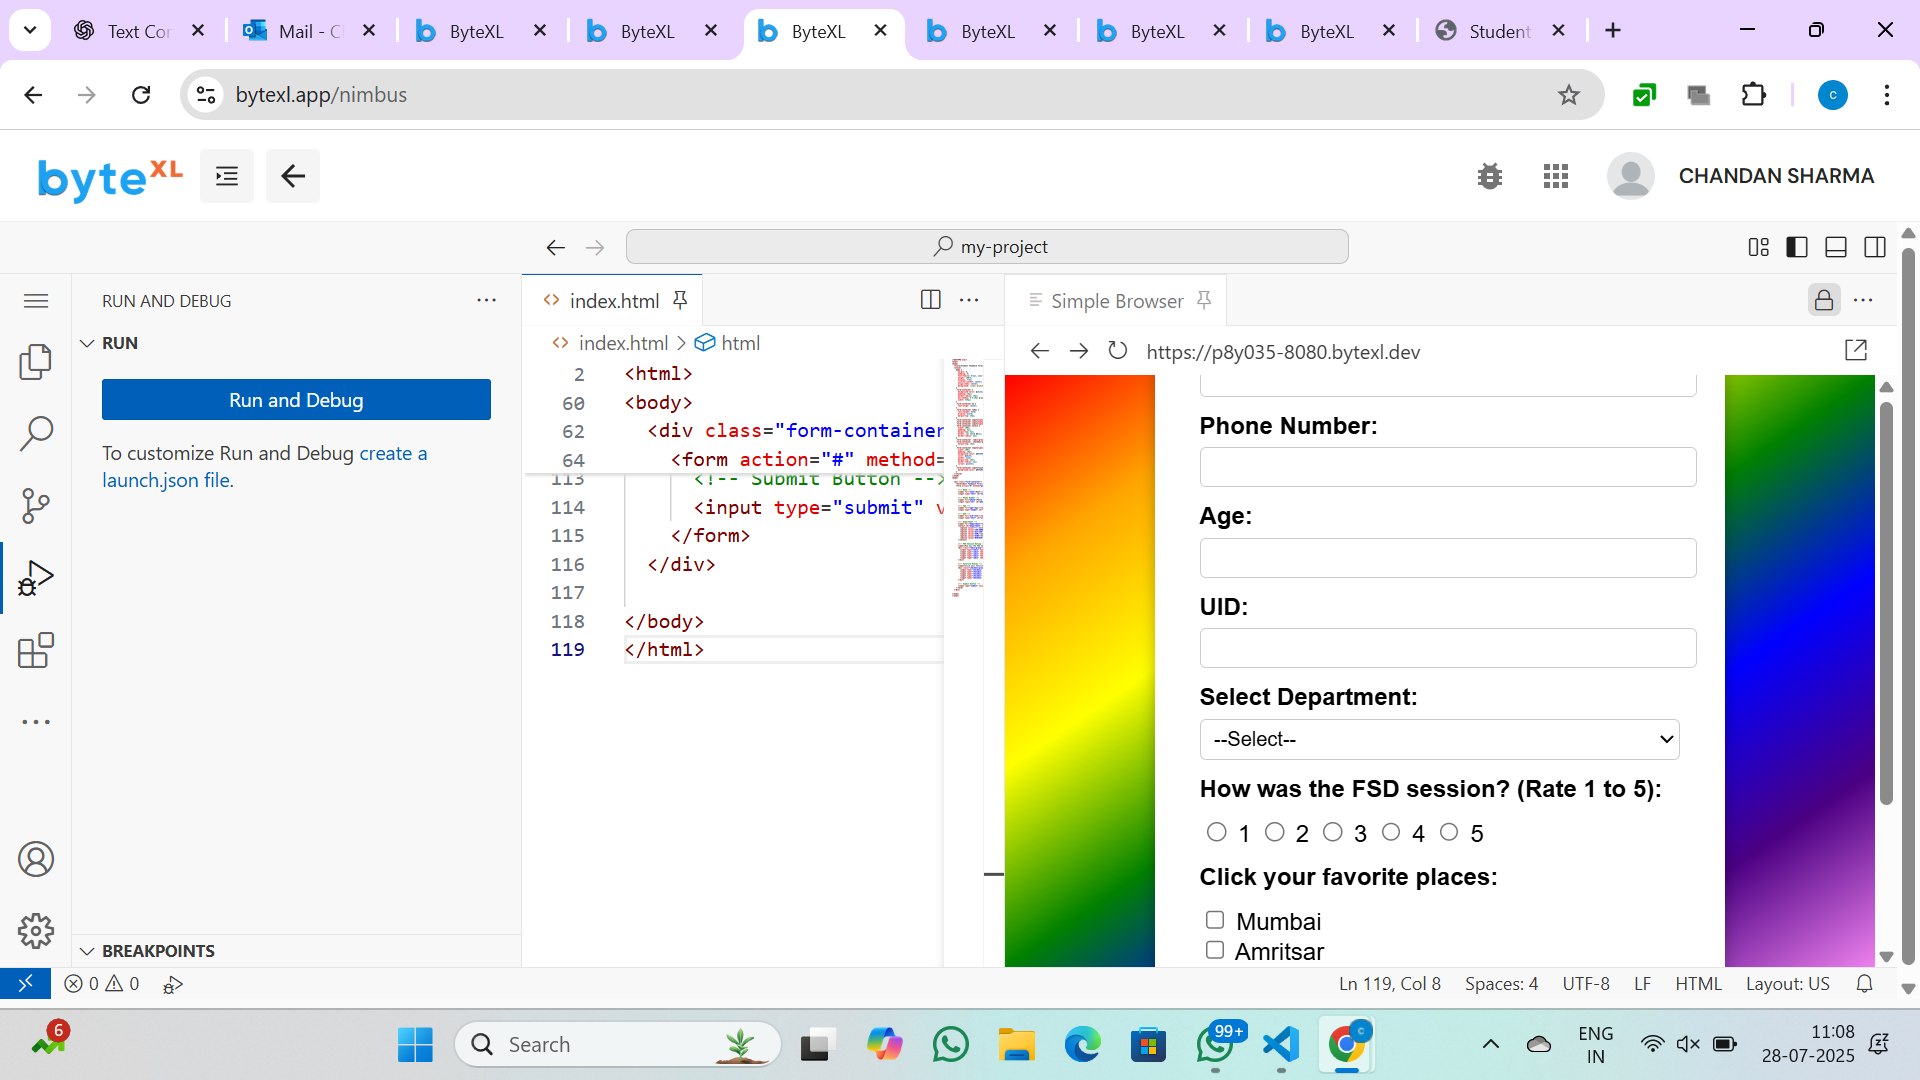 Text Cor
Mail - C
ByteXL
ByteXL
ByteXL
ByteXL
ByteXL
ByteXL
Student
bytexl.app/nimbus
c
byteXL
CHANDAN SHARMA
my-project
RUN AND DEBUG
RUN
Run and Debug
To customize Run and Debug create a
launch.json file.
BREAKPOINTS
index.html
index.html > html
2 <html>
60 <body>
62 <div class="form-container
64 <form action="#" method=
113 <!-- Submit Button -->
114 <input type="submit" v
115 </form>
116 </div>
117
118 </body>
119 </html>
Simple Browser
https://p8y035-8080.bytexl.dev
Phone Number:
Age:
UID:
Select Department:
--Select--
How was the FSD session? (Rate 1 to 5):
1 2 3 4 5
Click your favorite places:
Mumbai
Amritsar
0 0
Ln 119, Col 8
Spaces: 4
UTF-8
LF
HTML
Layout: US
6
Search
99+
c
ENG
IN
11:08
28-07-2025